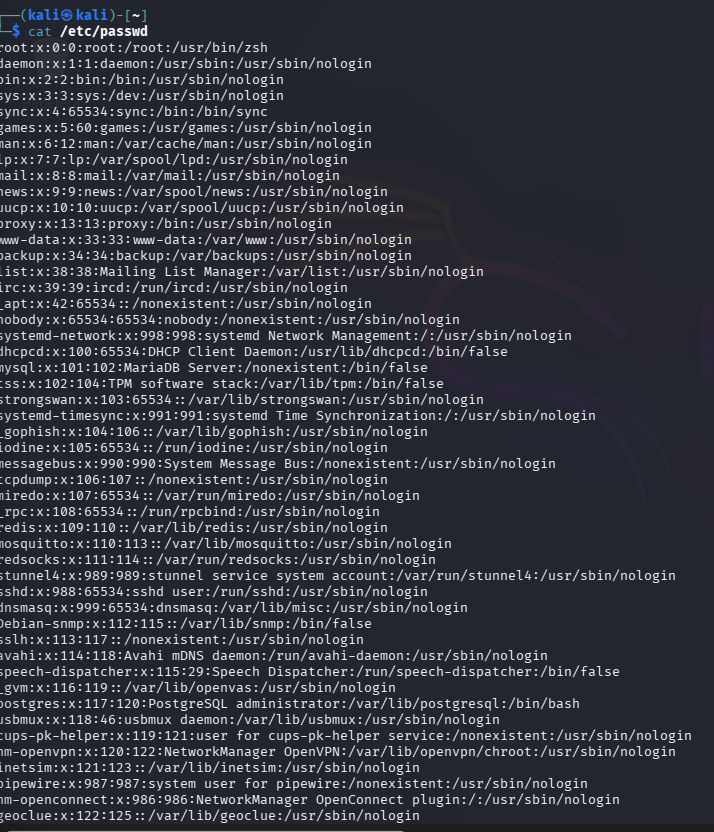 ┌──(kali㉿kali)-[~]
└─$ cat /etc/passwd
root:x:0:0:root:/root:/usr/bin/zsh
daemon:x:1:1:daemon:/usr/sbin:/usr/sbin/nologin
bin:x:2:2:bin:/bin:/usr/sbin/nologin
sys:x:3:3:sys:/dev:/usr/sbin/nologin
sync:x:4:65534:sync:/bin:/bin/sync
games:x:5:60:games:/usr/games:/usr/sbin/nologin
man:x:6:12:man:/var/cache/man:/usr/sbin/nologin
lp:x:7:7:lp:/var/spool/lpd:/usr/sbin/nologin
mail:x:8:8:mail:/var/mail:/usr/sbin/nologin
news:x:9:9:news:/var/spool/news:/usr/sbin/nologin
uucp:x:10:10:uucp:/var/spool/uucp:/usr/sbin/nologin
proxy:x:13:13:proxy:/bin:/usr/sbin/nologin
www-data:x:33:33:www-data:/var/www:/usr/sbin/nologin
backup:x:34:34:backup:/var/backups:/usr/sbin/nologin
list:x:38:38:Mailing List Manager:/var/list:/usr/sbin/nologin
irc:x:39:39:ircd:/run/ircd:/usr/sbin/nologin
_apt:x:42:65534::/nonexistent:/usr/sbin/nologin
nobody:x:65534:65534:nobody:/nonexistent:/usr/sbin/nologin
systemd-network:x:998:998:systemd Network Management:/:/usr/sbin/nologin
dhcpcd:x:100:65534:DHCP Client Daemon:/usr/lib/dhcpcd:/bin/false
mysql:x:101:102:MariaDB Server:/nonexistent:/bin/false
tss:x:102:104:TPM software stack:/var/lib/tpm:/bin/false
strongswan:x:103:65534::/var/lib/strongswan:/usr/sbin/nologin
systemd-timesync:x:991:991:systemd Time Synchronization:/:/usr/sbin/nologin
_gophish:x:104:106::/var/lib/gophish:/usr/sbin/nologin
iodine:x:105:65534::/run/iodine:/usr/sbin/nologin
messagebus:x:990:990:System Message Bus:/nonexistent:/usr/sbin/nologin
tcpdump:x:106:107::/nonexistent:/usr/sbin/nologin
miredo:x:107:65534::/var/run/miredo:/usr/sbin/nologin
_rpc:x:108:65534::/run/rpcbind:/usr/sbin/nologin
redis:x:109:110::/var/lib/redis:/usr/sbin/nologin
mosquitto:x:110:113::/var/lib/mosquitto:/usr/sbin/nologin
redsocks:x:111:114::/var/run/redsocks:/usr/sbin/nologin
stunnel4:x:989:989:stunnel service system account:/var/run/stunnel4:/usr/sbin/nologin
sshd:x:988:65534:sshd user:/run/sshd:/usr/sbin/nologin
dnsmasq:x:999:65534:dnsmasq:/var/lib/misc:/usr/sbin/nologin
Debian-snmp:x:112:115::/var/lib/snmp:/bin/false
sslh:x:113:117::/nonexistent:/usr/sbin/nologin
avahi:x:114:118:Avahi mDNS daemon:/run/avahi-daemon:/usr/sbin/nologin
speech-dispatcher:x:115:29:Speech Dispatcher:/run/speech-dispatcher:/bin/false
_gvm:x:116:119::/var/lib/openvas:/usr/sbin/nologin
postgres:x:117:120:PostgreSQL administrator:/var/lib/postgresql:/bin/bash
usbmux:x:118:46:usbmux daemon:/var/lib/usbmux:/usr/sbin/nologin
cups-pk-helper:x:119:121:user for cups-pk-helper service:/nonexistent:/usr/sbin/nologin
nm-openvpn:x:120:122:NetworkManager OpenVPN:/var/lib/openvpn/chroot:/usr/sbin/nologin
inetsim:x:121:123::/var/lib/inetsim:/usr/sbin/nologin
pipewire:x:987:987:system user for pipewire:/nonexistent:/usr/sbin/nologin
nm-openconnect:x:986:986:NetworkManager OpenConnect plugin:/:/usr/sbin/nologin
geoclue:x:122:125::/var/lib/geoclue:/usr/sbin/nologin